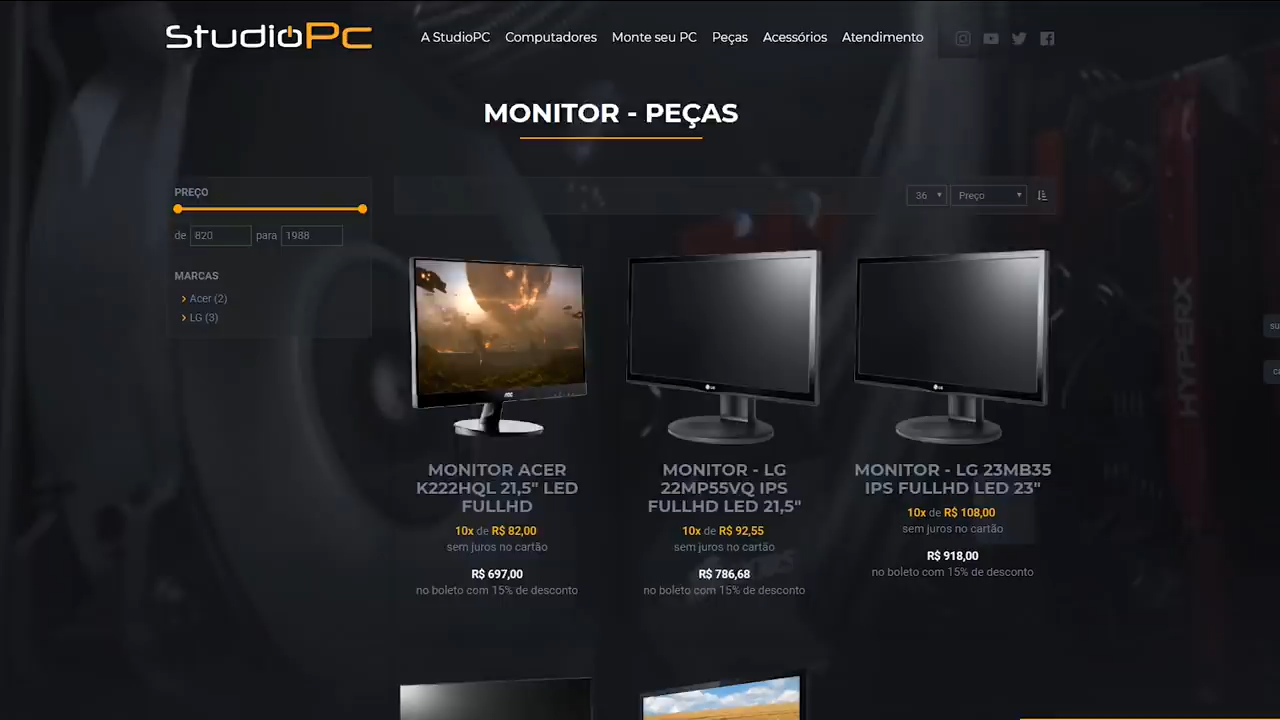 StudioPc
A StudioPC Computadores Monte seu PC Peças Acessórios Atendimento
MONITOR - PEÇAS
PREÇO
de 820 para 1988
MARCAS
Acer (2)
LG (3)
36 Preço
HYPERX
MONITOR ACER
K222HQL 21,5" LED
FULLHD
10x de R$ 82,00
sem juros no cartão
R$ 697,00
no boleto com 15% de desconto
MONITOR - LG
22MP55VQ IPS
FULLHD LED 21,5"
10x de R$ 92,55
sem juros no cartão
R$ 786,68
no boleto com 15% de desconto
MONITOR - LG 23MB35
IPS FULLHD LED 23"
10x de R$ 108,00
sem juros no cartão
R$ 918,00
no boleto com 15% de desconto